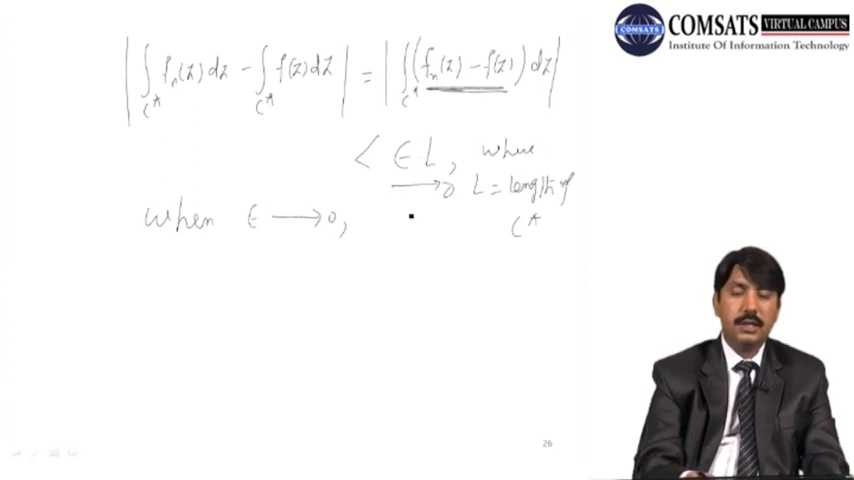 COMSATS VIRTUAL CAMPUS
Institute Of Information Technology
COMSATS
| ∫_{C*} f_n(z) dz - ∫_{C*} f(z) dz | = | ∫_{C*} (f_n(z) - f(z)) dz |
< ϵ. L, where
→ 0 L = length of
when ϵ → 0, C*
26